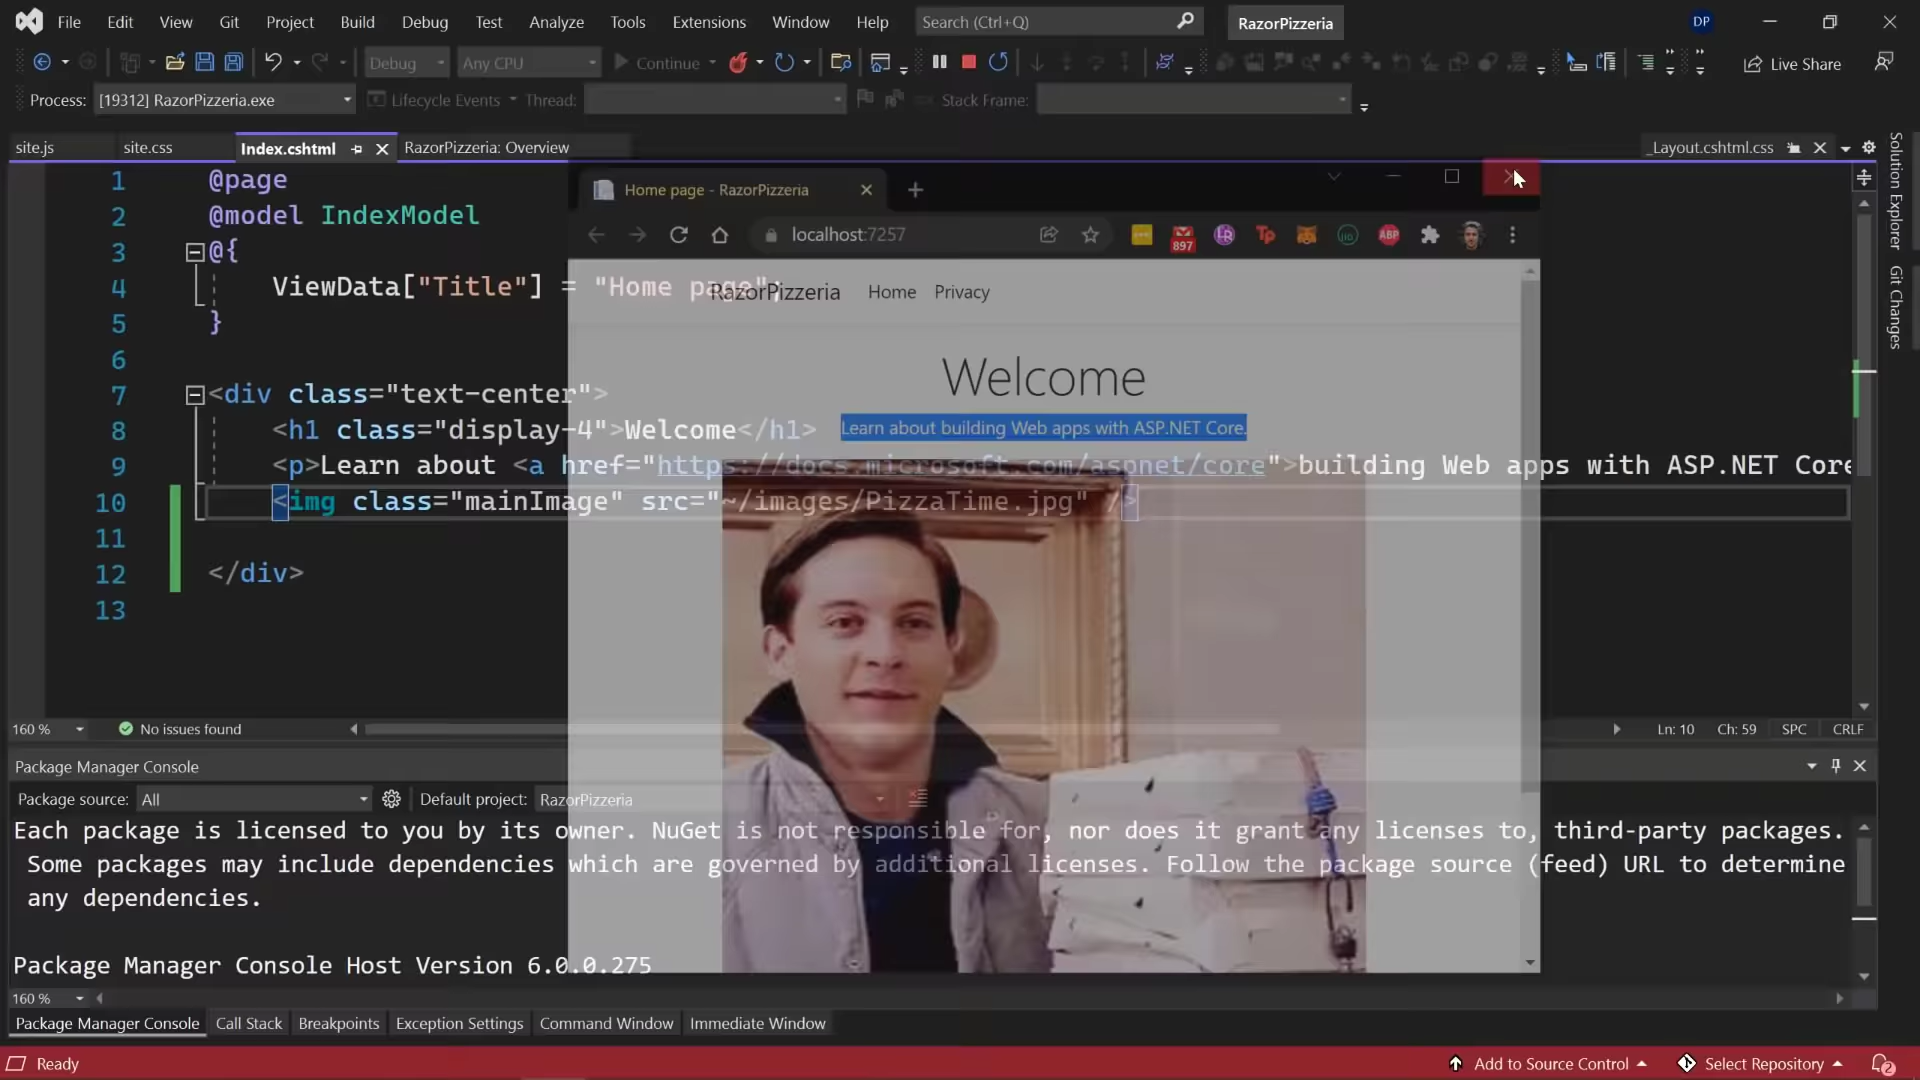 File Edit View Git Project Build Debug Test Analyze Tools Extensions Window Help Search (Ctrl+Q) RazorPizzeria DP
Debug Any CPU Continue Live Share
Process: [19312] RazorPizzeria.exe Lifecycle Events Thread: Stack Frame:
site.js site.css Index.cshtml RazorPizzeria: Overview _Layout.cshtml.css
Solution Explorer
Git Changes
1 @page
2 @model IndexModel
3 @{
4 ViewData["Title"] = "Home page";
5 }
6
7 <div class="text-center">
8 <h1 class="display-4">Welcome</h1>
9 <p>Learn about <a href="https://docs.microsoft.com/aspnet/core">building Web apps with ASP.NET Core
10 <img class="mainImage" src="~/images/PizzaTime.jpg" />
11
12 </div>
13
Home page - RazorPizzeria
localhost:7257
897 LR Tp ABP
RazorPizzeria Home Privacy
Welcome
Learn about building Web apps with ASP.NET Core.
160 % No issues found Ln: 10 Ch: 59 SPC CRLF
Package Manager Console
Package source: All Default project: RazorPizzeria
Each package is licensed to you by its owner. NuGet is not responsible for, nor does it grant any licenses to, third-party packages.
Some packages may include dependencies which are governed by additional licenses. Follow the package source (feed) URL to determine
any dependencies.
Package Manager Console Host Version 6.0.0.275
160 %
Package Manager Console Call Stack Breakpoints Exception Settings Command Window Immediate Window
Ready Add to Source Control Select Repository 2